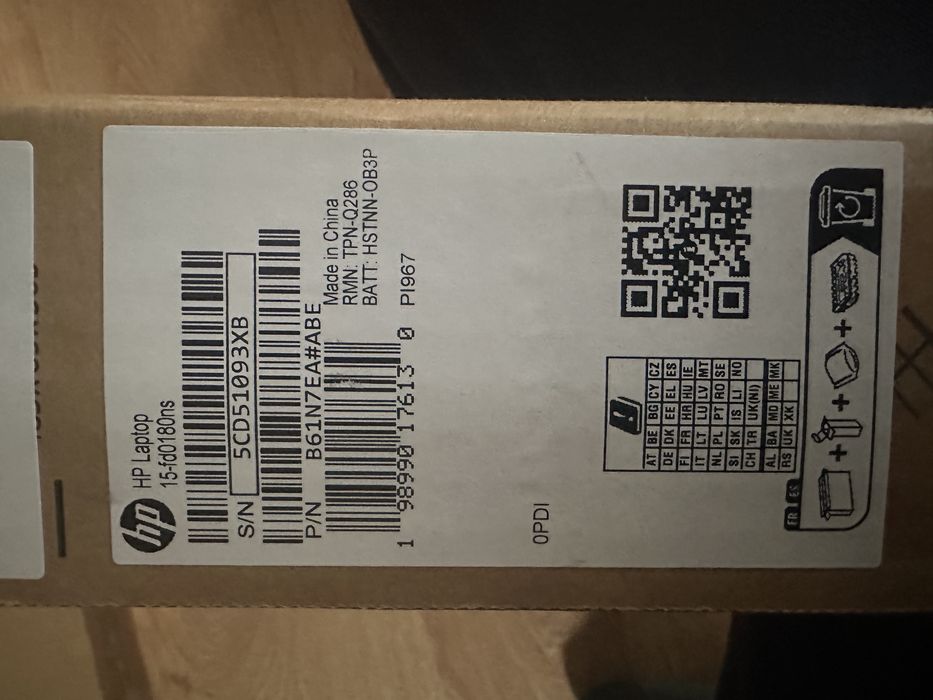 hp
HP Laptop
15-fd0180ns
S/N 5CD51093XB
P/N B61N7EA#ABE
Made in China
RMN: TPN-Q286
BATT: HSTNN-OB3P
1 98990 17613 0 PI967
0PDI
AT BE BG CY CZ
DE DK EE EL ES
FI FR HR HU IE
IT LT LU LV MT
NL PL PT RO SE
SI SK IS LI NO
CH TR UK(NI)
AL BA MD ME MK
RS UK XK
FR ES
+ + +